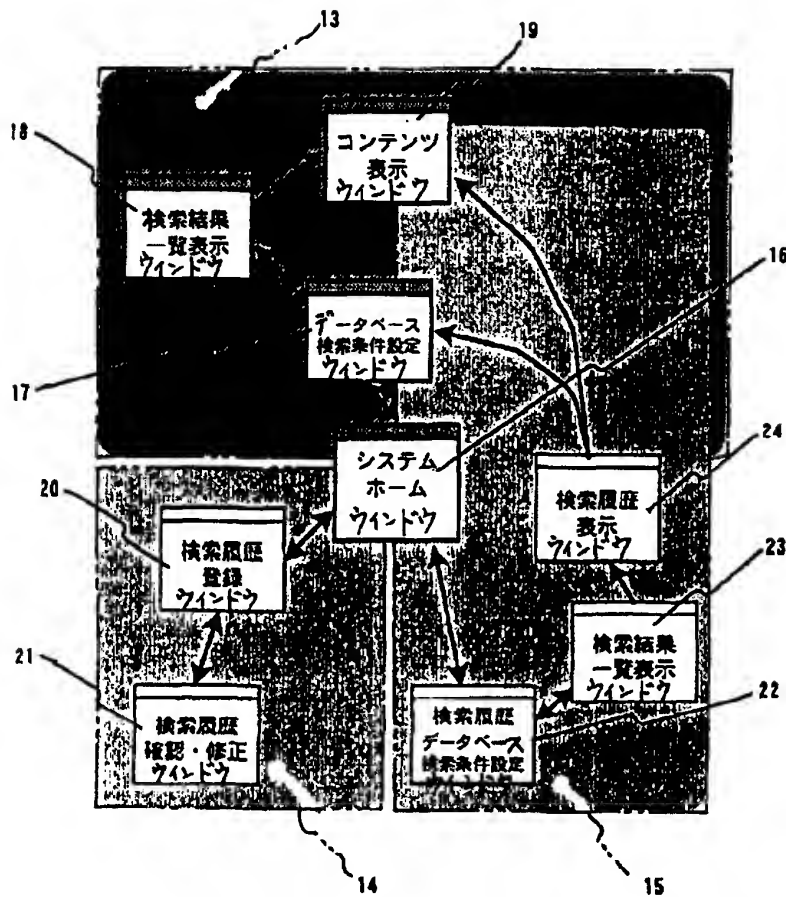 13
19
18
コンテンツ
表示
ウィンドウ
検索結果
一覧表示
ウィンドウ
16
データベース
検索条件設定
ウィンドウ
17
システム
ホーム
ウィンドウ
24
検索履歴
表示
ウィンドウ
20
検索履歴
登録
ウィンドウ
23
検索結果
一覧表示
ウィンドウ
21
検索履歴
確認・修正
ウィンドウ
22
検索履歴
データベース
検索条件設定
14
15